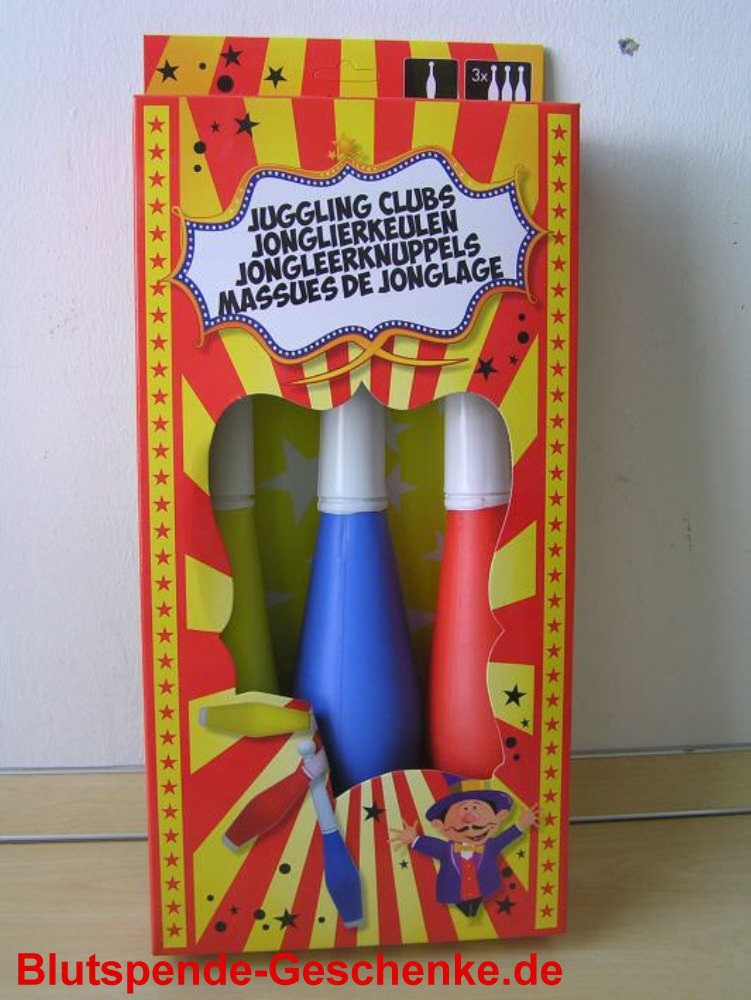 3x
JUGGLING CLUBS
JONGLIERKEULEN
JONGLEERKNUPPELS
MASSUES DE JONGLAGE
Blutspende-Geschenke.de